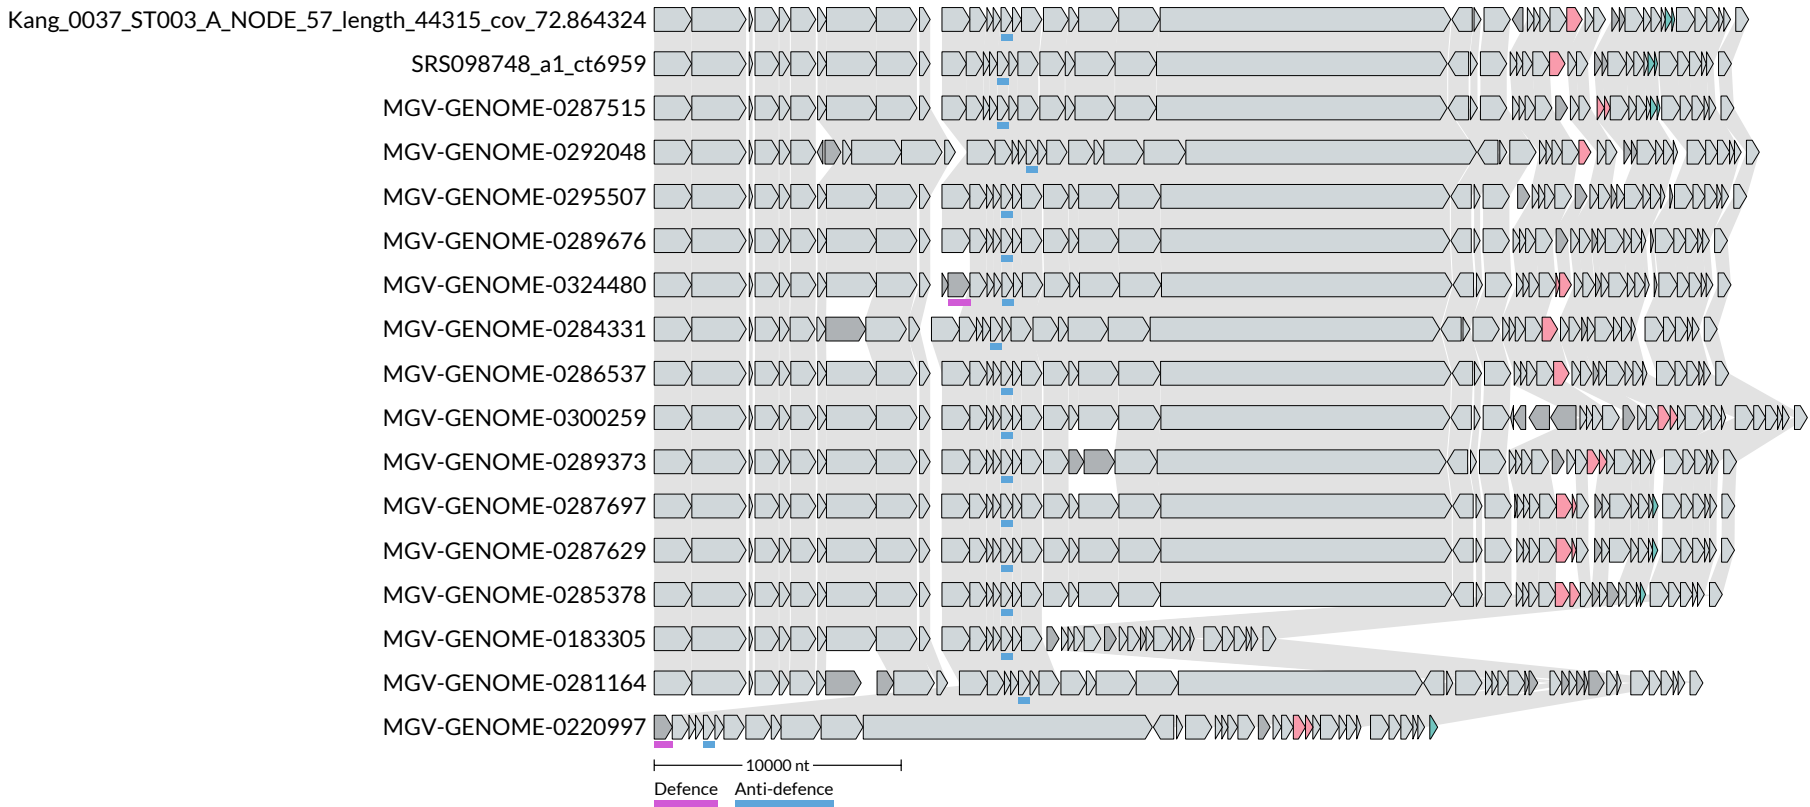 Kang_0037_ST003_A_NODE_57_length_44315_cov_72.864324
SRS098748_a1_ct6959
MGV-GENOME-0287515
MGV-GENOME-0292048
MGV-GENOME-0295507
MGV-GENOME-0289676
MGV-GENOME-0324480
MGV-GENOME-0284331
MGV-GENOME-0286537
MGV-GENOME-0300259
MGV-GENOME-0289373
MGV-GENOME-0287697
MGV-GENOME-0287629
MGV-GENOME-0285378
MGV-GENOME-0183305
MGV-GENOME-0281164
MGV-GENOME-0220997
10000 nt
Defence Anti-defence